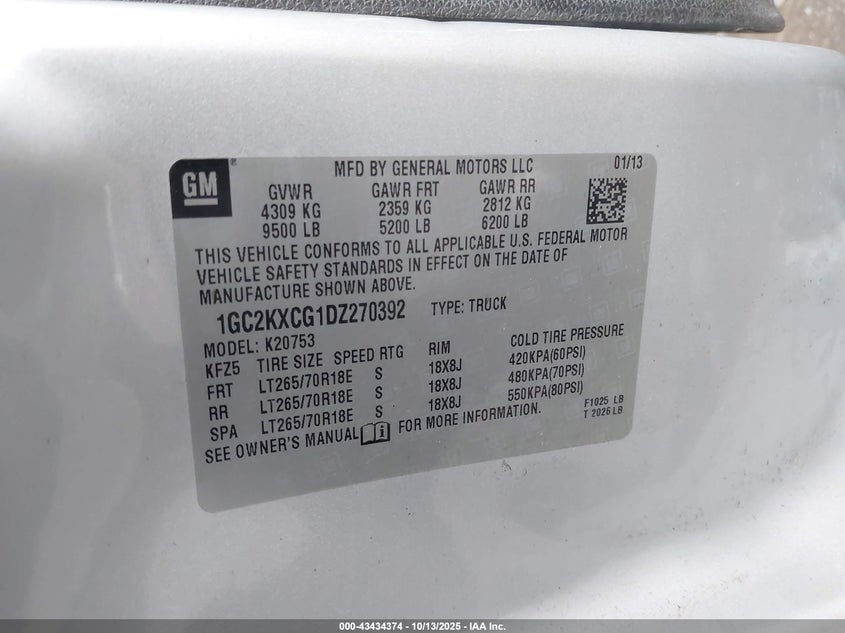 GM
MFD BY GENERAL MOTORS LLC 01/13
GVWR GAWR FRT GAWR RR
4309 KG 2359 KG 2812 KG
9500 LB 5200 LB 6200 LB
THIS VEHICLE CONFORMS TO ALL APPLICABLE U.S. FEDERAL MOTOR
VEHICLE SAFETY STANDARDS IN EFFECT ON THE DATE OF
MANUFACTURE SHOWN ABOVE.
1GC2KXCG1DZ270392 TYPE: TRUCK
MODEL: K20753
KFZ5 TIRE SIZE SPEED RTG RIM COLD TIRE PRESSURE
FRT LT265/70R18E S 18X8J 420KPA(60PSI)
RR LT265/70R18E S 18X8J 480KPA(70PSI)
SPA LT265/70R18E S 18X8J 550KPA(80PSI)
SEE OWNER'S MANUAL i FOR MORE INFORMATION.
F1025 LB
T 2026 LB
000-43434374 | 10/13/2025 - IAA Inc.